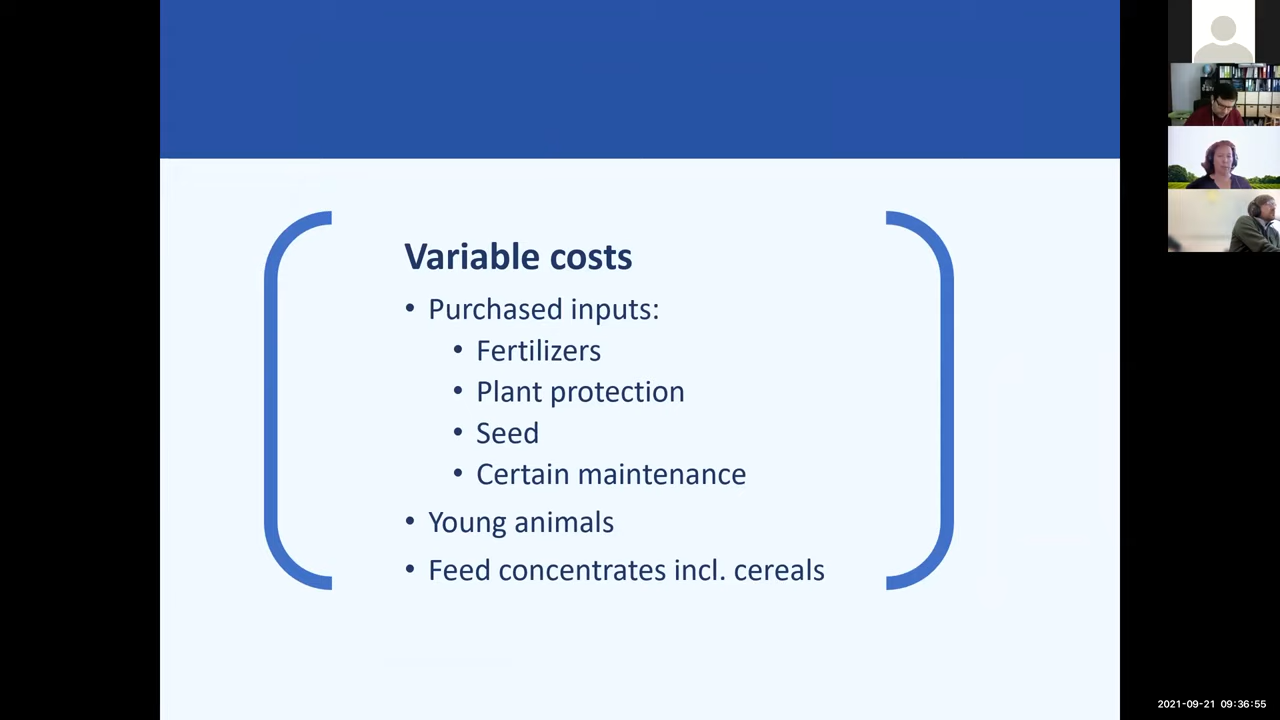 Variable costs
• Purchased inputs:
• Fertilizers
• Plant protection
• Seed
• Certain maintenance
• Young animals
• Feed concentrates incl. cereals
2021-09-21 09:36:55